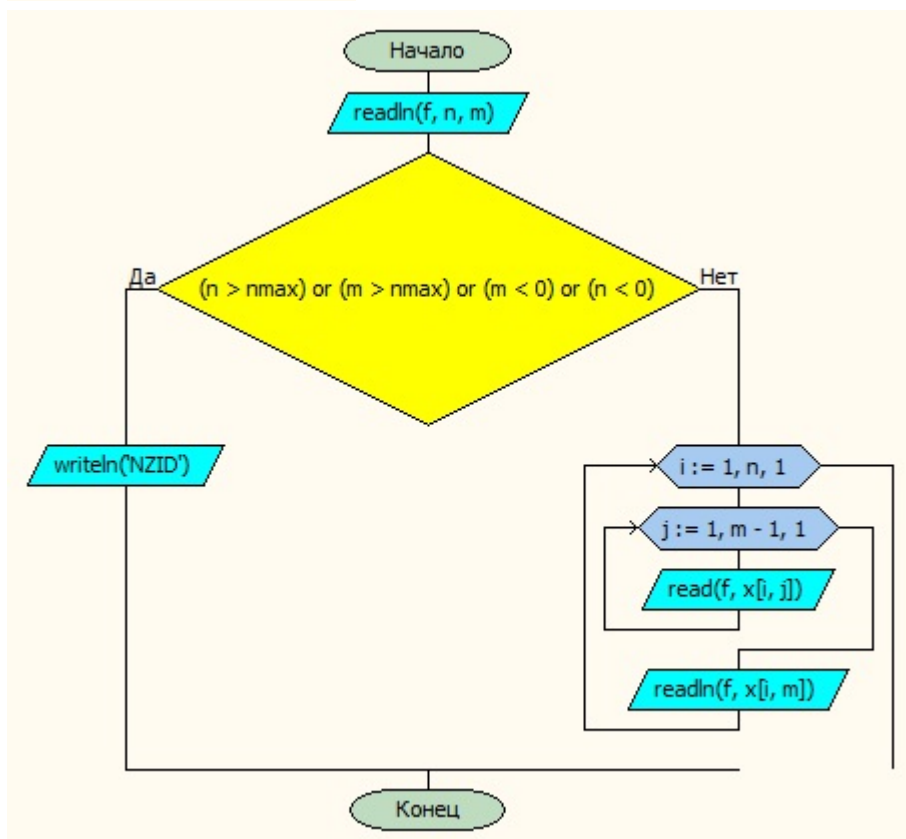 Начало
readln(f, n, m)
Да
(n > nmax) or (m > nmax) or (m < 0) or (n < 0)
Нет
writeln('NZID')
i := 1, n, 1
j := 1, m - 1, 1
read(f, x[i, j])
readln(f, x[i, m])
Конец